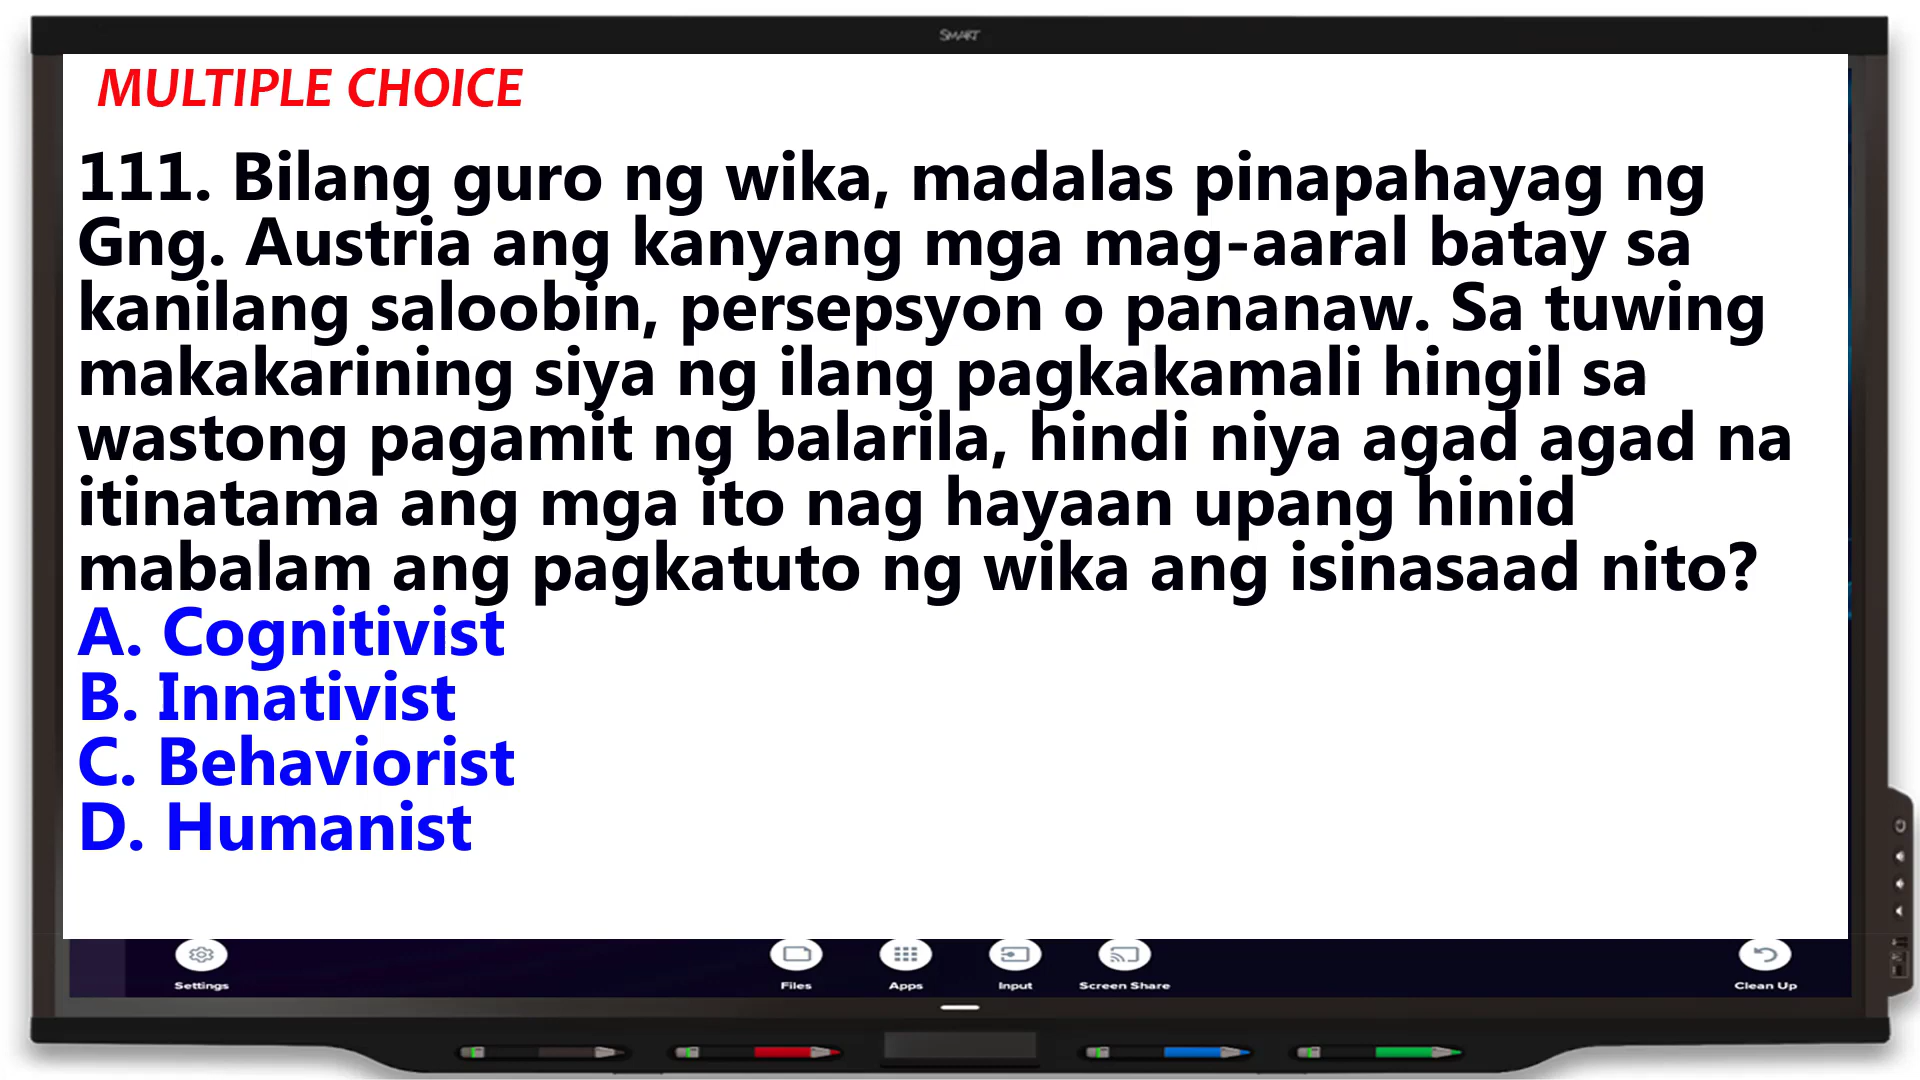 SMART
MULTIPLE CHOICE
111. Bilang guro ng wika, madalas pinapahayag ng
Gng. Austria ang kanyang mga mag-aaral batay sa
kanilang saloobin, persepsyon o pananaw. Sa tuwing
makakarining siya ng ilang pagkakamali hingil sa
wastong pagamit ng balarila, hindi niya agad agad na
itinatama ang mga ito nag hayaan upang hinid
mabalam ang pagkatuto ng wika ang isinasaad nito?
A. Cognitivist
B. Innativist
C. Behaviorist
D. Humanist
Settings
Files
Apps
Input
Screen Share
Clean Up